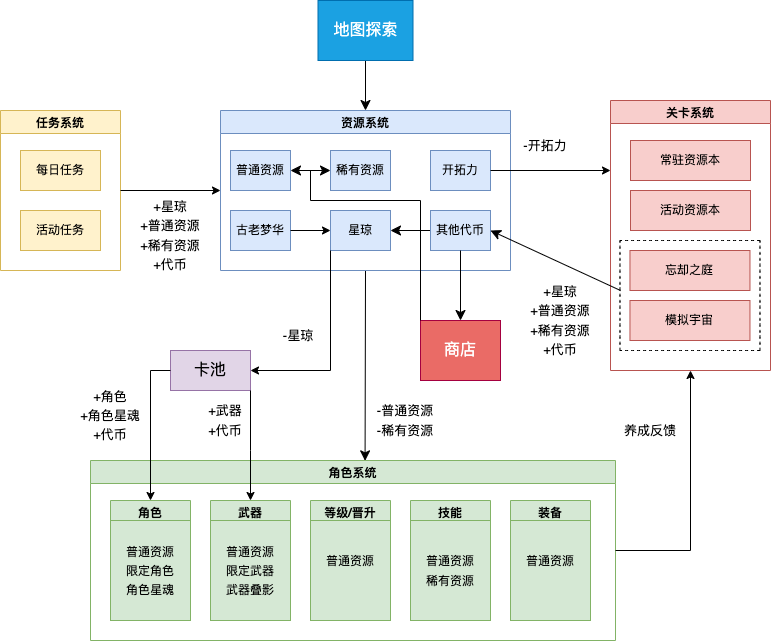 地图探索
任务系统
每日任务
活动任务
+星琼
+普通资源
+稀有资源
+代币
资源系统
普通资源
稀有资源
开拓力
古老梦华
星琼
其他代币
-开拓力
关卡系统
常驻资源本
活动资源本
忘却之庭
模拟宇宙
+星琼
+普通资源
+稀有资源
+代币
商店
-星琼
卡池
+角色
+角色星魂
+代币
+武器
+代币
-普通资源
-稀有资源
养成反馈
角色系统
角色
普通资源
限定角色
角色星魂
武器
普通资源
限定武器
武器叠影
等级/晋升
普通资源
技能
普通资源
稀有资源
装备
普通资源